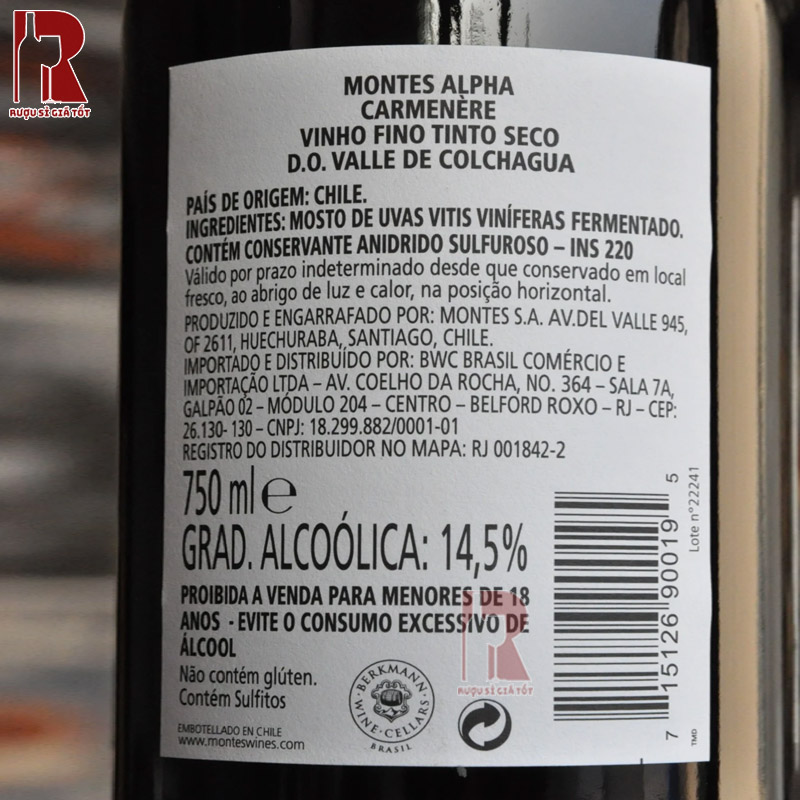 RƯỢU SỈ GIÁ TỐT
MONTES ALPHA
CARMENÈRE
VINHO FINO TINTO SECO
D.O. VALLE DE COLCHAGUA
PAÍS DE ORIGEM: CHILE.
INGREDIENTES: MOSTO DE UVAS VITIS VINÍFERAS FERMENTADO.
CONTÉM CONSERVANTE ANIDRIDO SULFUROSO – INS 220
Válido por prazo indeterminado desde que conservado em local
fresco, ao abrigo de luz e calor, na posição horizontal.
PRODUZIDO E ENGARRAFADO POR: MONTES S.A. AV.DEL VALLE 945,
OF 2611, HUECHURABA, SANTIAGO, CHILE.
IMPORTADO E DISTRIBUÍDO POR: BWC BRASIL COMÉRCIO E
IMPORTAÇÃO LTDA – AV. COELHO DA ROCHA, NO. 364 – SALA 7A,
GALPÃO 02 – MÓDULO 204 – CENTRO – BELFORD ROXO – RJ – CEP:
26.130- 130 – CNPJ: 18.299.882/0001-01
REGISTRO DO DISTRIBUIDOR NO MAPA: RJ 001842-2
750 ml e
GRAD. ALCOÓLICA: 14,5%
PROIBIDA A VENDA PARA MENORES DE 18
ANOS - EVITE O CONSUMO EXCESSIVO DE
ÁLCOOL
Não contém glúten.
Contém Sulfitos
EMBOTELLADO EN CHILE
www.monteswines.com
BERKMANN
WINE CELLARS
BRASIL
RƯỢU SỈ GIÁ TỐT
7 15126 90019 5
Lote n°22241
TMD